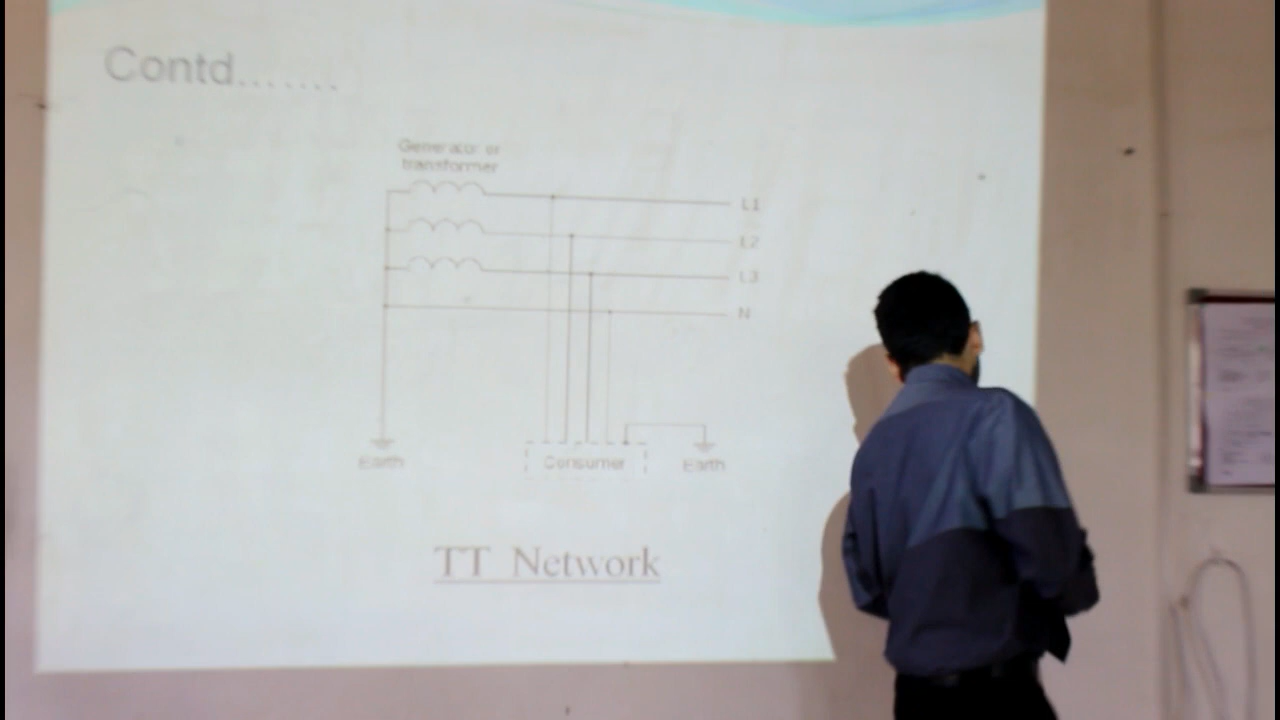 Contd.......
Generator or
transformer
L1
L2
L3
N
Earth
Consumer
Earth
TT Network